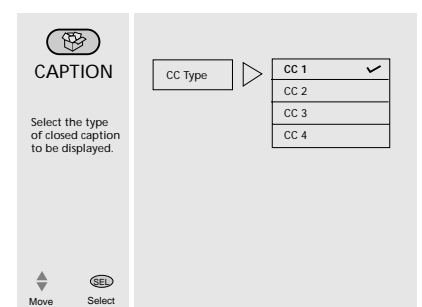 CAPTION
Select the type
of closed caption
to be displayed.
SEL
Move Select
CC Type
CC 1
CC 2
CC 3
CC 4